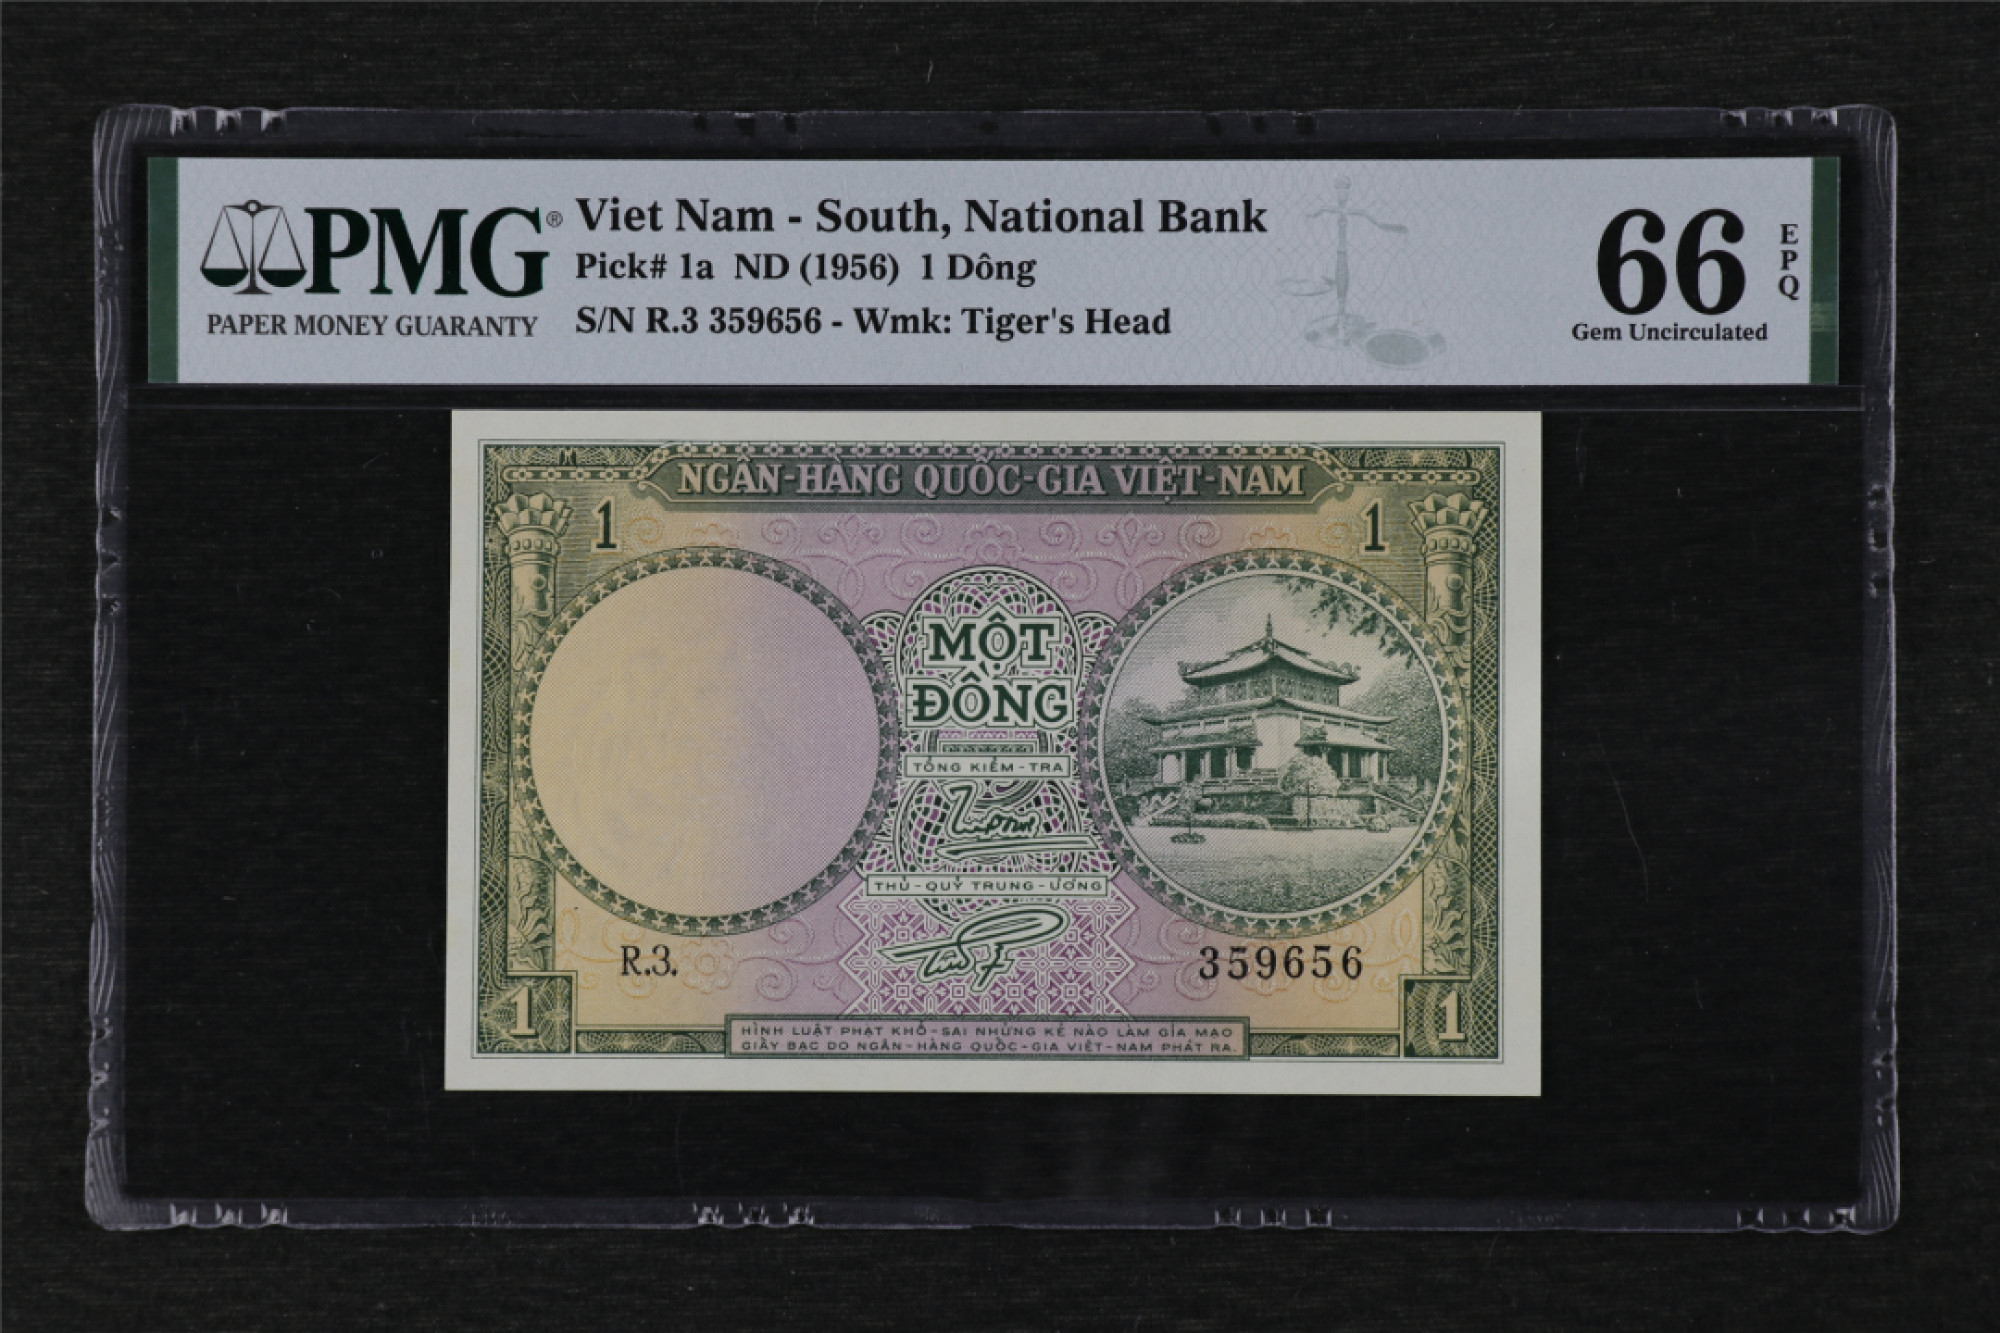 PMG®
PAPER MONEY GUARANTY
Viet Nam - South, National Bank
Pick# 1a ND (1956) 1 Dông
S/N R.3 359656 - Wmk: Tiger's Head
66
EPQ
Gem Uncirculated
NGÂN-HÀNG QUỐC-GIA VIỆT-NAM
1 1
MỘT
ĐỒNG
TỔNG KIỂM-TRA
THỦ-QUỸ TRUNG-ƯƠNG
R.3. 359656
1 1
HÌNH LUẬT PHẠT KHỔ-SAI NHỮNG KẺ NÀO LÀM GIẢ MẠO
GIẤY BẠC DO NGÂN-HÀNG QUỐC-GIA VIỆT-NAM PHÁT RA.